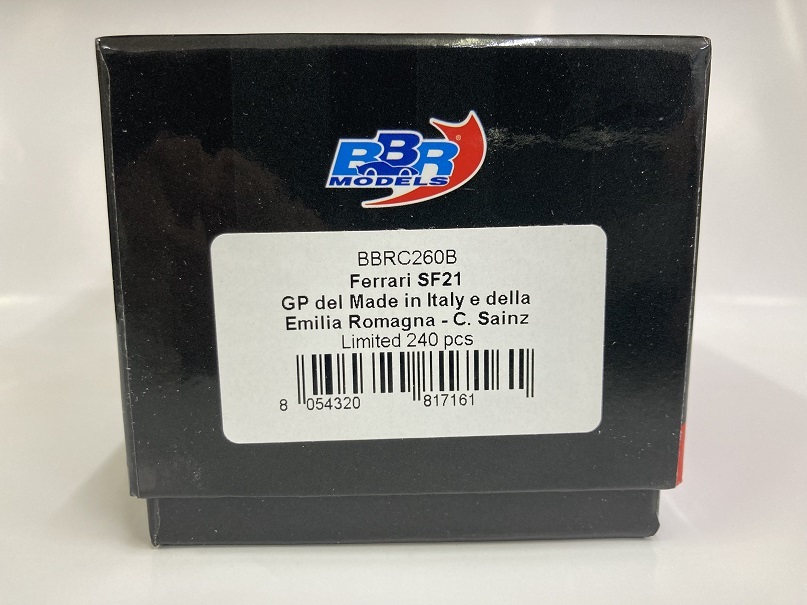 BBR®
MODELS
BBRC260B
Ferrari SF21
GP del Made in Italy e della
Emilia Romagna - C. Sainz
Limited 240 pcs
8 054320 817161